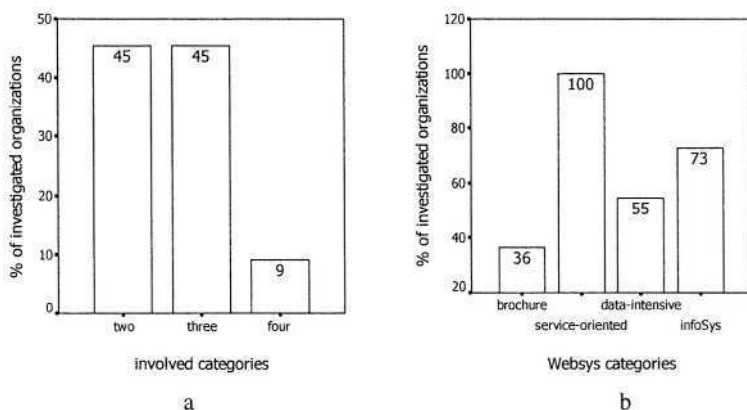 % of investigated organizations
50
40
30
20
10
0
45
45
9
two three four
involved categories
a
% of investigated organizations
120
100
80
60
40
20
36
100
55
73
brochure data-intensive
service-oriented infoSys
Websys categories
b